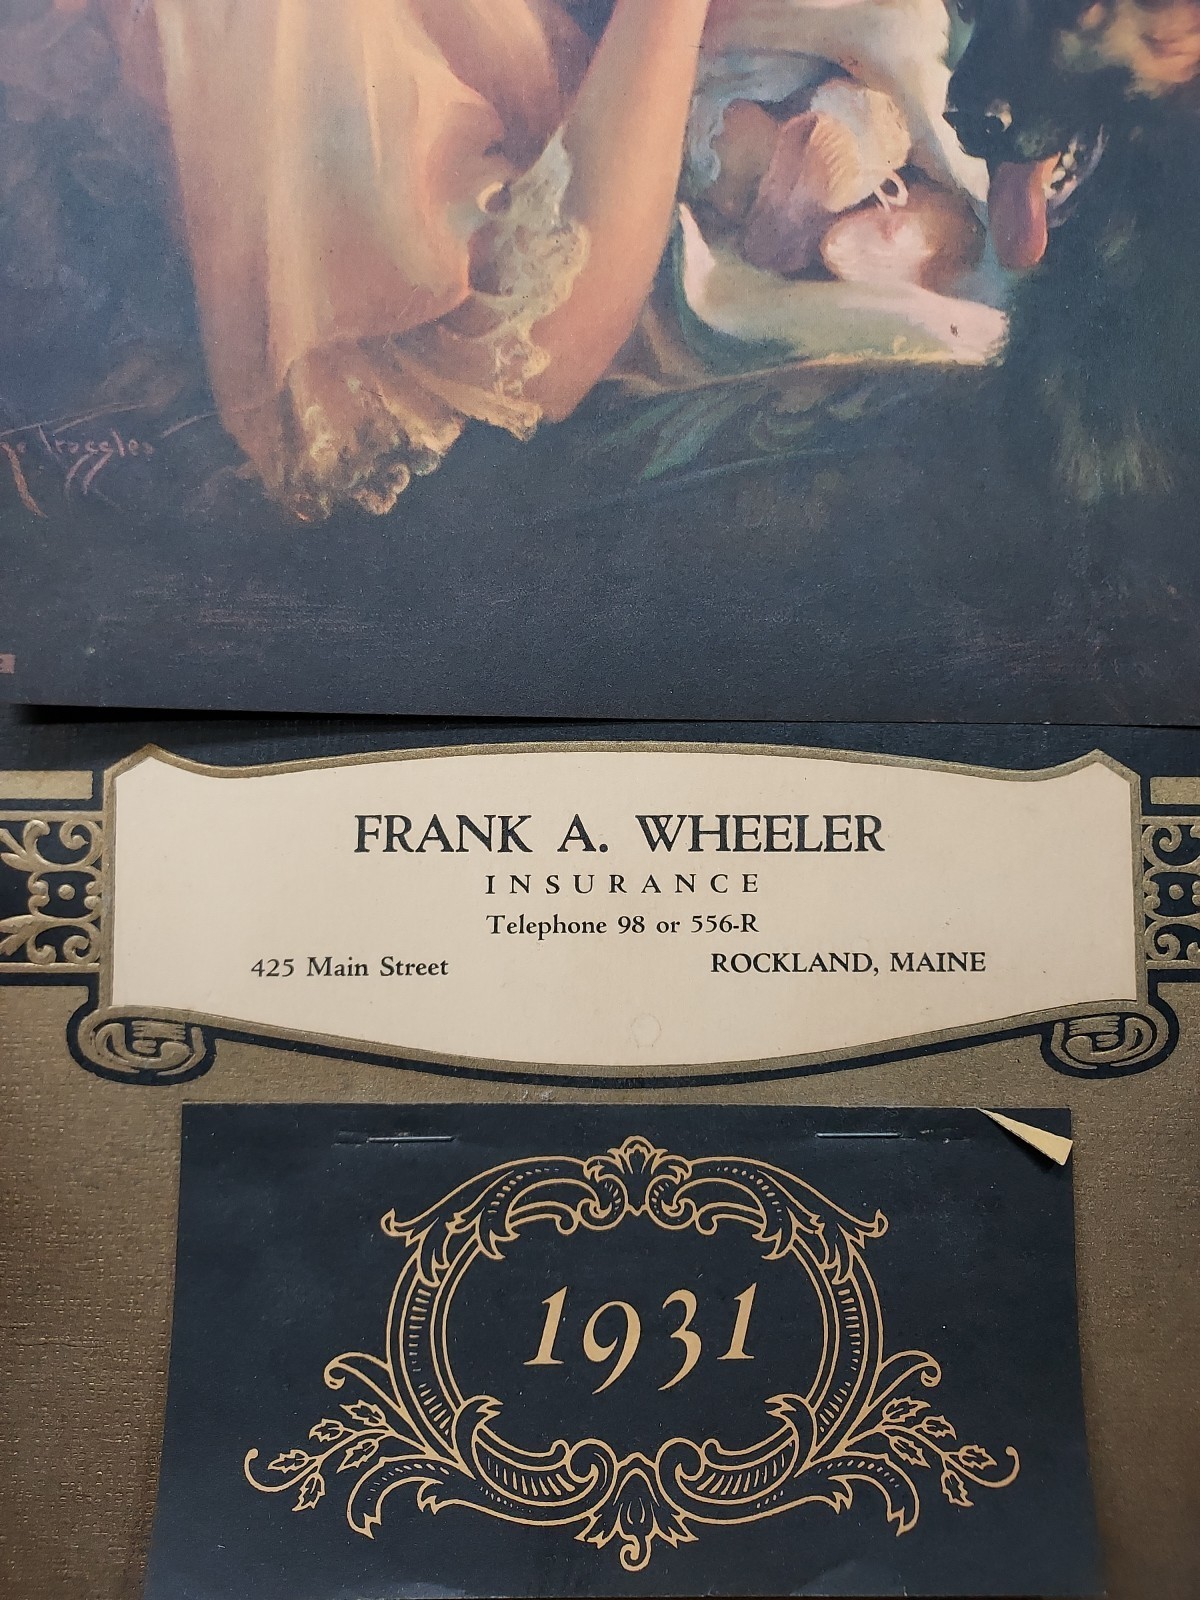 FRANK A. WHEELER
INSURANCE
Telephone 98 or 556-R
425 Main Street ROCKLAND, MAINE
1931